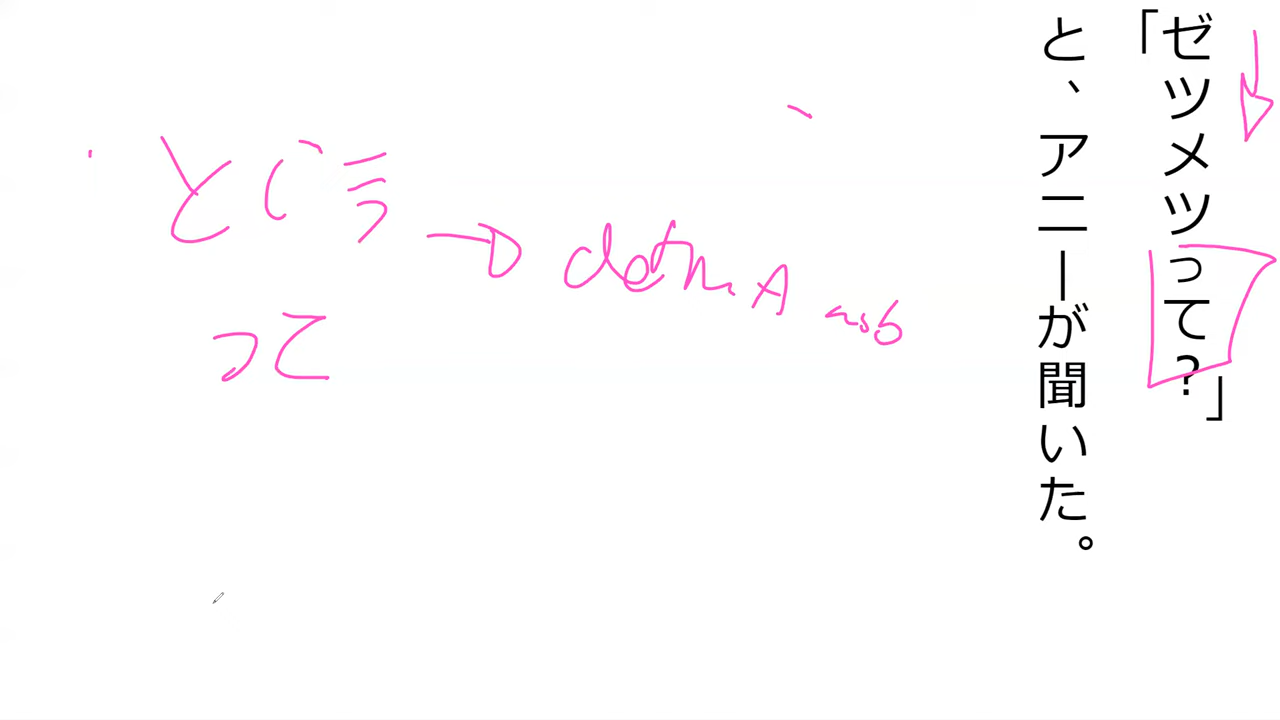 「ゼツメツって？」
と、アニーが聞いた。
という
って